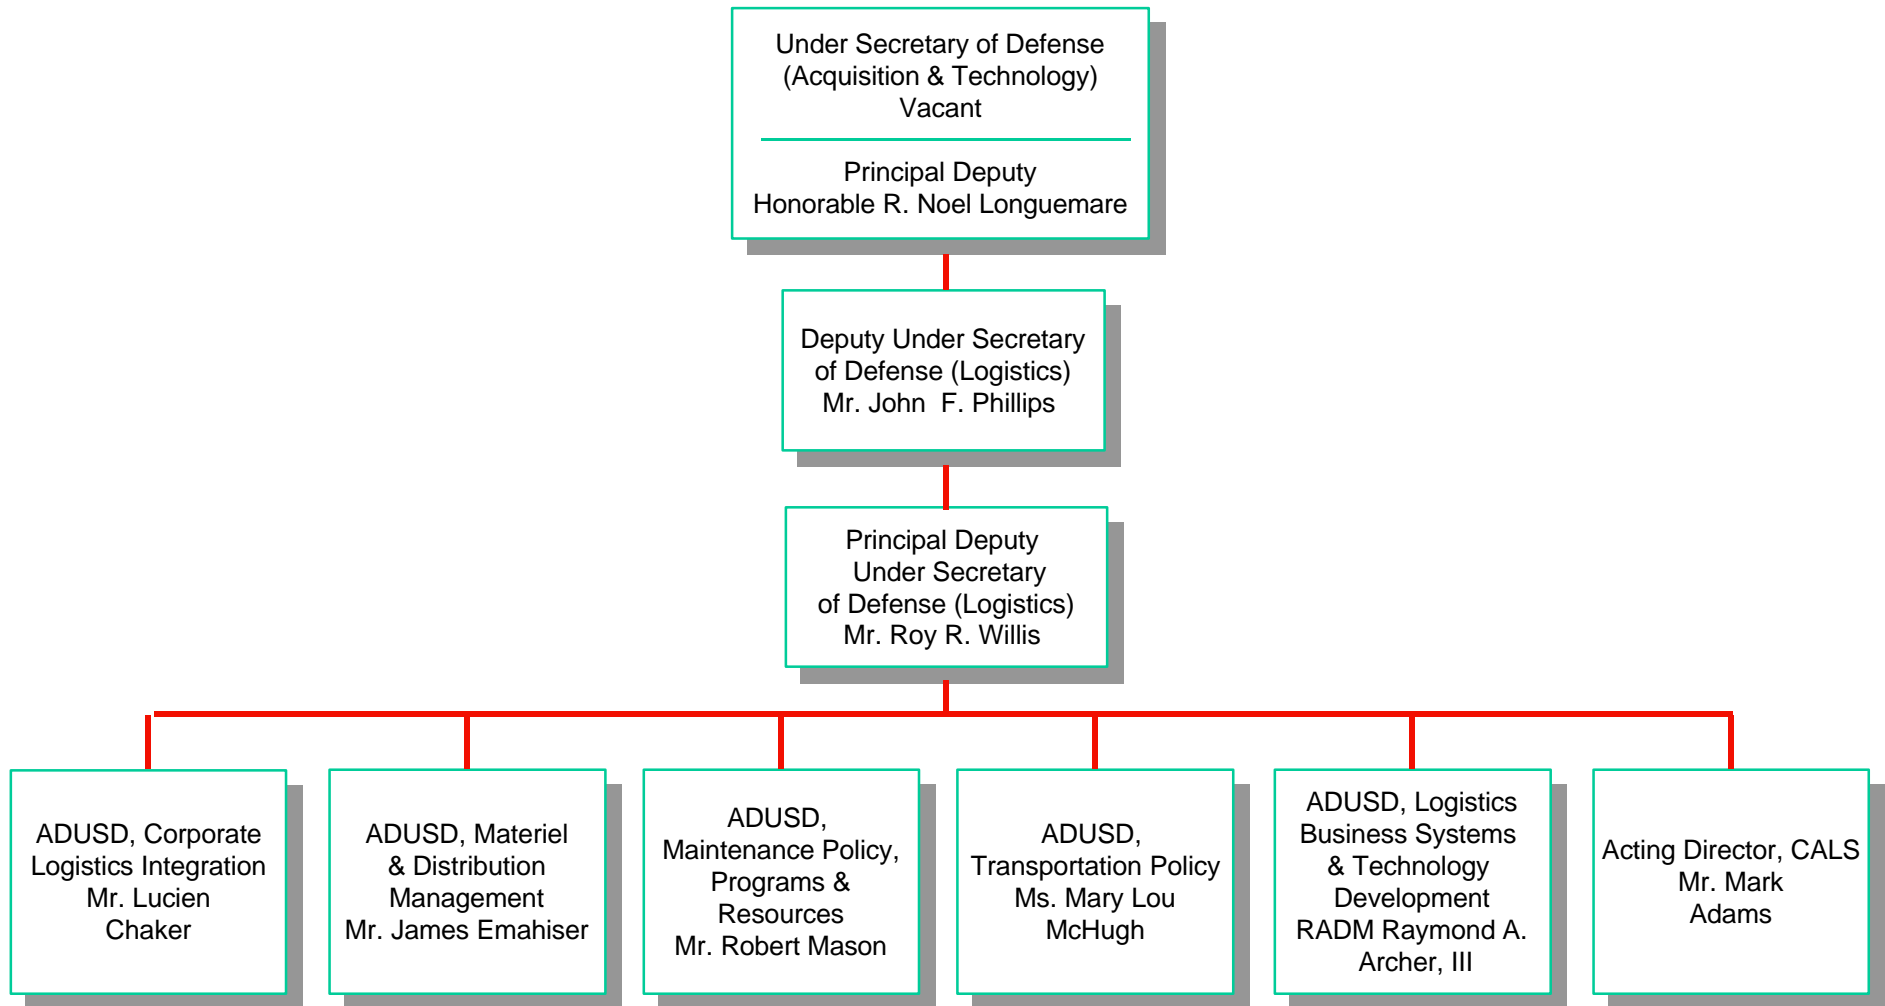 Under Secretary of Defense
(Acquisition & Technology)
Vacant
Principal Deputy
Honorable R. Noel Longuemare
Deputy Under Secretary
of Defense (Logistics)
Mr. John F. Phillips
Principal Deputy
Under Secretary
of Defense (Logistics)
Mr. Roy R. Willis
ADUSD, Corporate
Logistics Integration
Mr. Lucien
Chaker
ADUSD, Materiel
& Distribution
Management
Mr. James Emahiser
ADUSD,
Maintenance Policy,
Programs &
Resources
Mr. Robert Mason
ADUSD,
Transportation Policy
Ms. Mary Lou
McHugh
ADUSD, Logistics
Business Systems
& Technology
Development
RADM Raymond A.
Archer, III
Acting Director, CALS
Mr. Mark
Adams